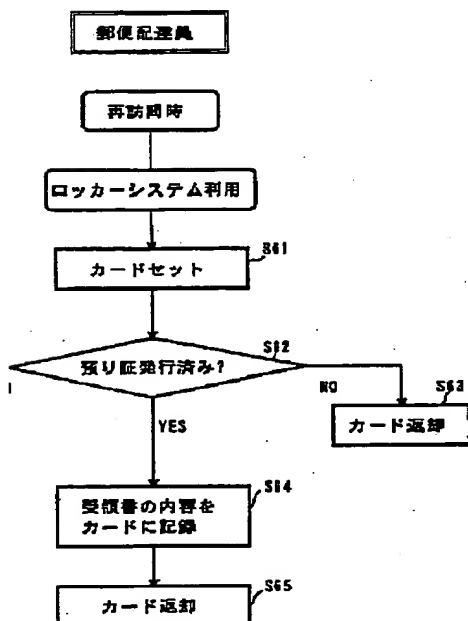 郵便配達員
再訪問時
ロッカーシステム利用
S61
カードセット
S62
預り証発行済み?
NO
S63
カード返却
YES
S64
受領書の内容を
カードに記録
S65
カード返却